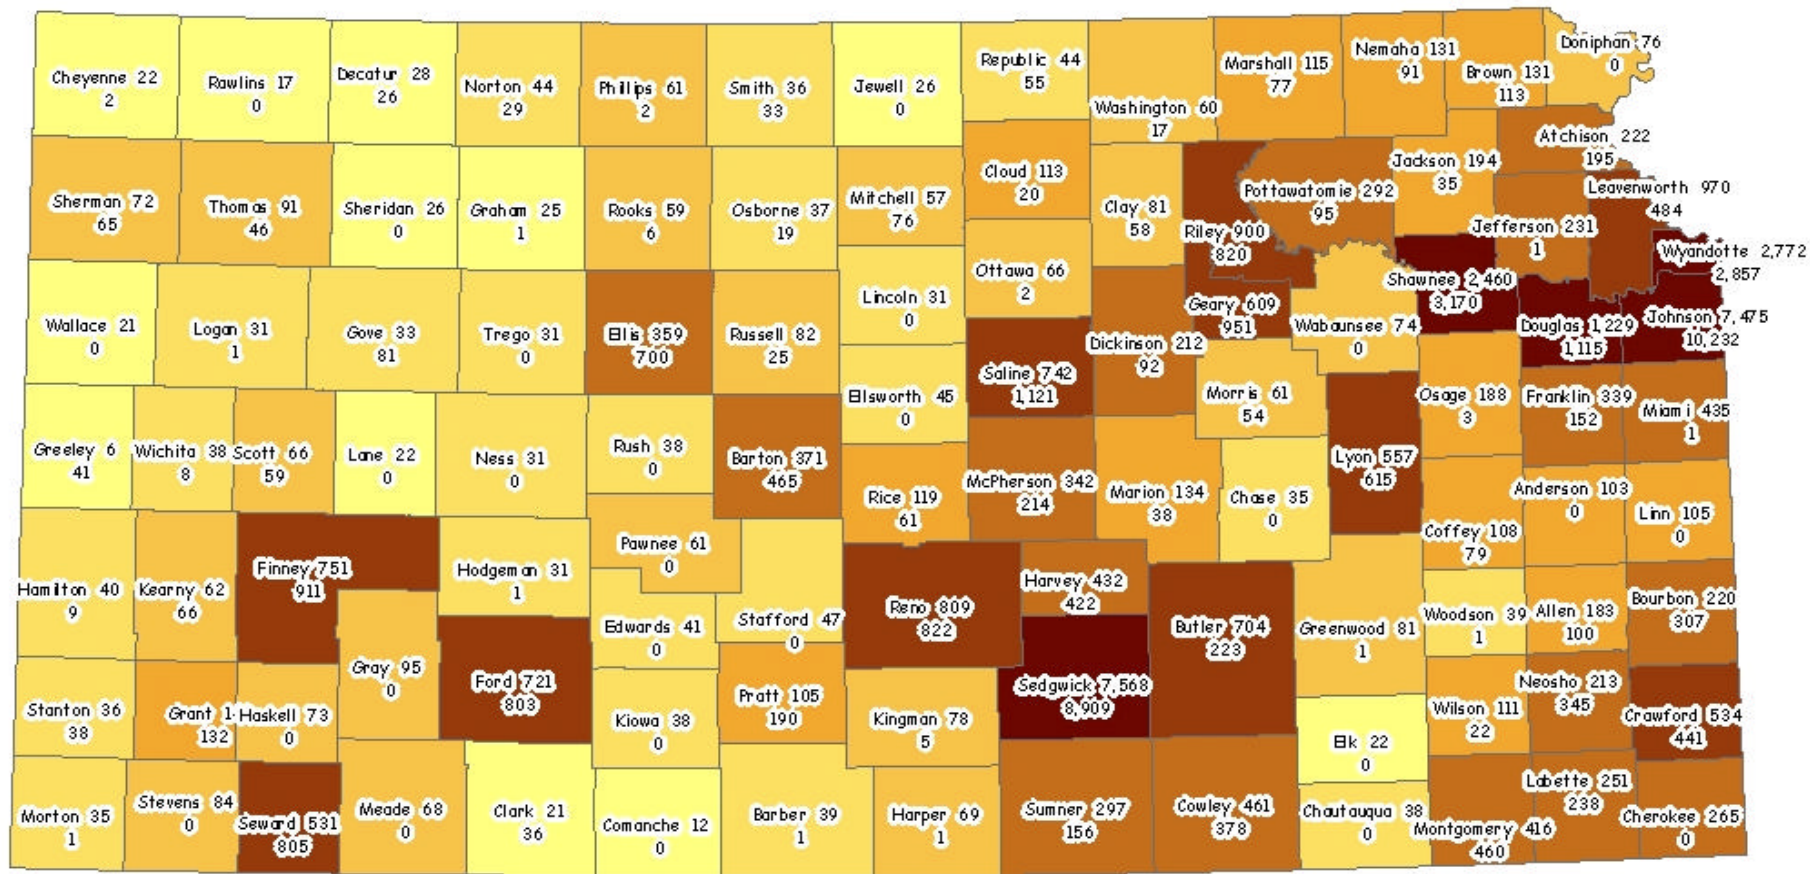 Cheyenne 22
2
Rawlins 17
0
Decatur 28
26
Norton 44
29
Phillips 61
2
Smith 36
33
Jewell 26
0
Republic 44
55
Washington 60
17
Marshall 115
77
Nemaha 131
91
Brown 131
113
Doniphan 76
0
Sherman 72
65
Thomas 91
46
Sheridan 26
0
Graham 25
1
Rooks 59
6
Osborne 37
19
Mitchell 57
76
Cloud 113
20
Clay 81
58
Riley 900
820
Pottawatomie 292
95
Jackson 194
35
Atchison 222
195
Jefferson 231
1
Leavenworth 970
484
Wyandotte 2,772
2,857
Wallace 21
0
Logan 31
1
Gove 33
81
Trego 31
0
Ellis 359
700
Russell 82
25
Lincoln 31
0
Ottawa 66
2
Dickinson 212
92
Geary 609
951
Wabaunsee 74
0
Shawnee 2,460
3,170
Douglas 1,229
1,115
Johnson 7,475
10,232
Greeley 6
41
Wichita 38
8
Scott 66
59
Lane 22
0
Ness 31
0
Rush 38
0
Barton 371
465
Ellsworth 45
0
Saline 742
1,121
Morris 61
54
Osage 188
3
Franklin 339
152
Miami 435
1
Rice 119
61
McPherson 342
214
Marion 134
38
Chase 35
0
Lyon 557
615
Coffey 108
79
Anderson 103
0
Linn 105
0
Hamilton 40
9
Kearny 62
66
Finney 751
911
Hodgeman 31
1
Pawnee 61
0
Edwards 41
0
Stafford 47
0
Reno 809
822
Harvey 432
422
Butler 704
223
Greenwood 81
1
Woodson 39
1
Allen 183
100
Bourbon 220
307
Stanton 36
38
Grant 1
132
Haskell 73
0
Gray 95
0
Ford 721
803
Kiowa 38
0
Pratt 105
190
Kingman 78
5
Sedgwick 7,568
8,909
Elk 22
0
Wilson 111
22
Neosho 213
345
Crawford 534
441
Morton 35
1
Stevens 84
0
Seward 531
805
Meade 68
0
Clark 21
36
Comanche 12
0
Barber 39
1
Harper 69
1
Sumner 297
156
Cowley 461
378
Chautauqua 38
0
Montgomery 416
460
Labette 251
238
Cherokee 265
0